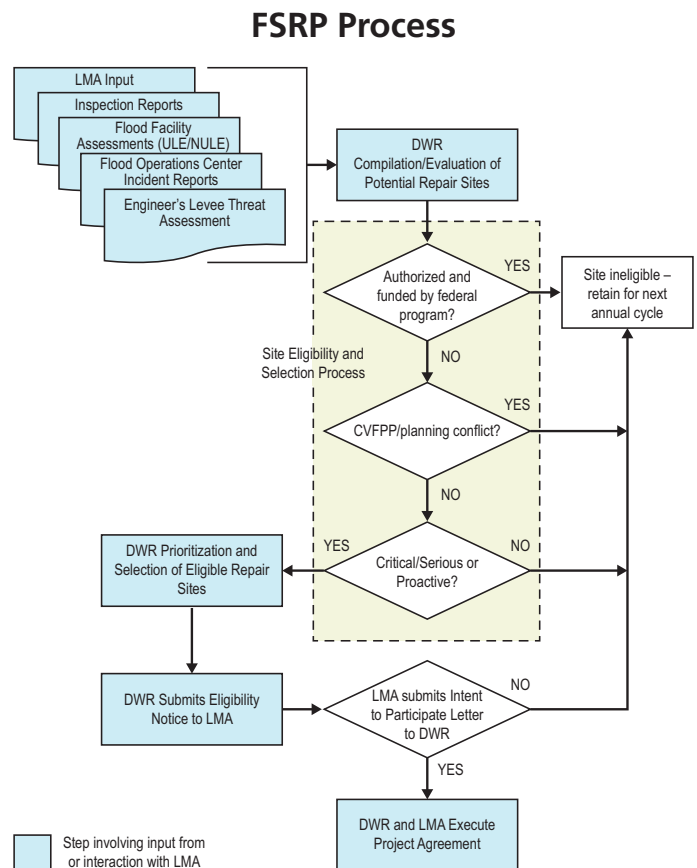 FSRP Process
LMA Input
Inspection Reports
Flood Facility
Assessments (ULE/NULE)
Flood Operations Center
Incident Reports
Engineer's Levee Threat
Assessment
DWR
Compilation/Evaluation of
Potential Repair Sites
Authorized and
funded by federal
program?
YES
Site ineligible –
retain for next
annual cycle
NO
Site Eligibility and
Selection Process
CVFPP/planning conflict?
YES
NO
Critical/Serious or
Proactive?
YES
NO
DWR Prioritization and
Selection of Eligible Repair
Sites
DWR Submits Eligibility
Notice to LMA
LMA submits Intent
to Participate Letter
to DWR
NO
YES
DWR and LMA Execute
Project Agreement
Step involving input from
or interaction with LMA